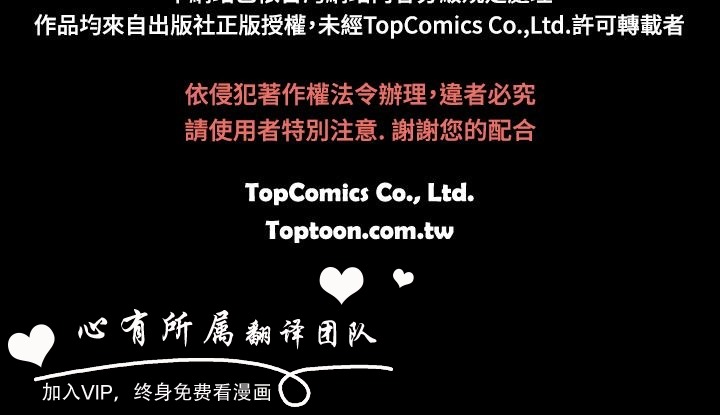 作品均來自出版社正版授權,未經TopComics Co.,Ltd.許可轉載者
依侵犯著作權法令辦理,違者必究
請使用者特別注意. 謝謝您的配合
TopComics Co., Ltd.
Toptoon.com.tw
心有所属翻译团队
加入VIP，终身免费看漫画